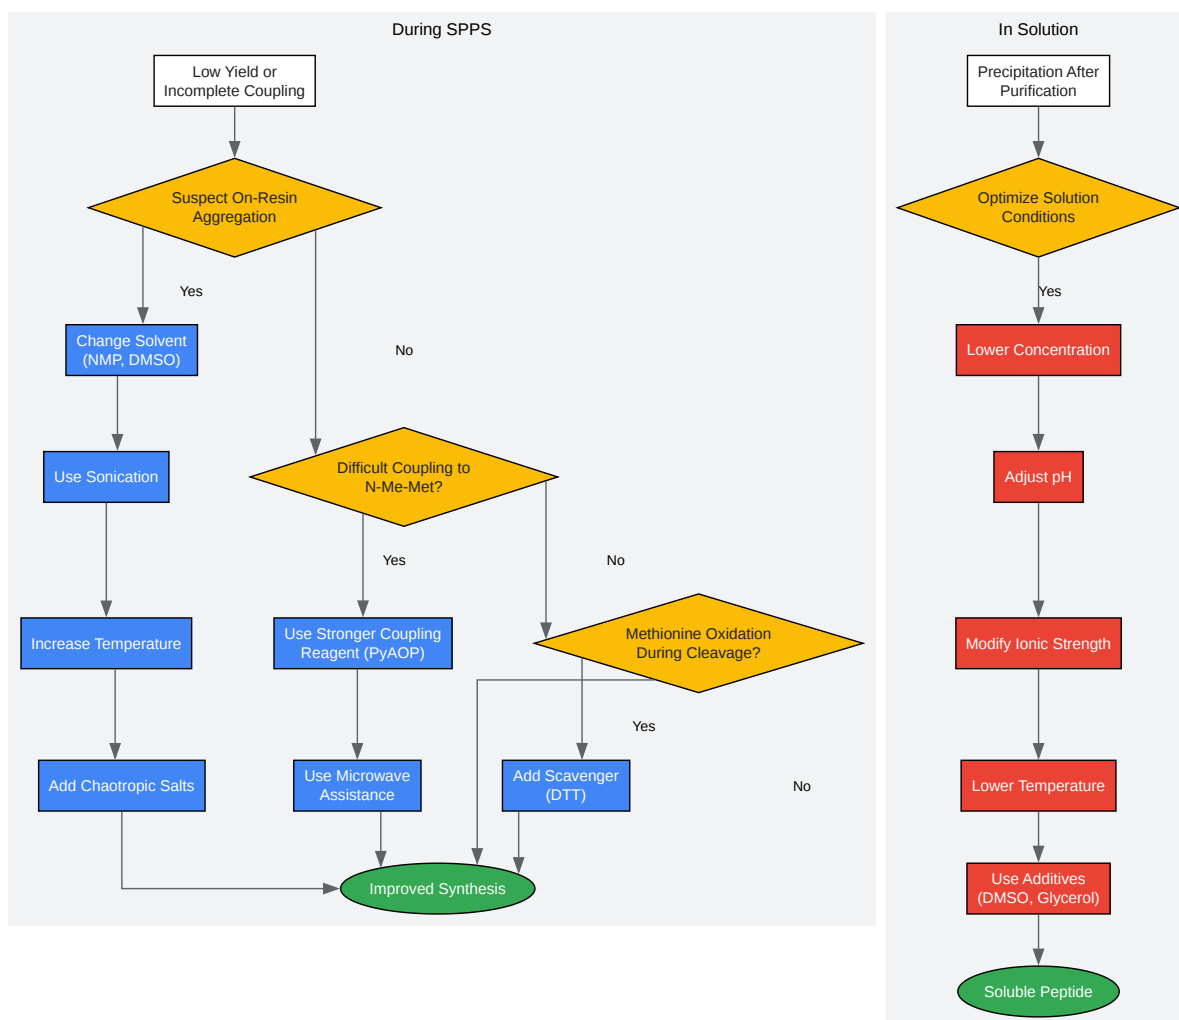 During SPPS
Low Yield or
Incomplete Coupling
Suspect On-Resin
Aggregation
Yes
No
Change Solvent
(NMP, DMSO)
Use Sonication
Difficult Coupling to
N-Me-Met?
Yes
No
Increase Temperature
Use Stronger Coupling
Reagent (PyAOP)
Methionine Oxidation
During Cleavage?
Yes
No
Add Chaotropic Salts
Use Microwave
Assistance
Add Scavenger
(DTT)
Improved Synthesis
In Solution
Precipitation After
Purification
Optimize Solution
Conditions
Yes
Lower Concentration
Adjust pH
Modify Ionic Strength
Lower Temperature
Use Additives
(DMSO, Glycerol)
Soluble Peptide